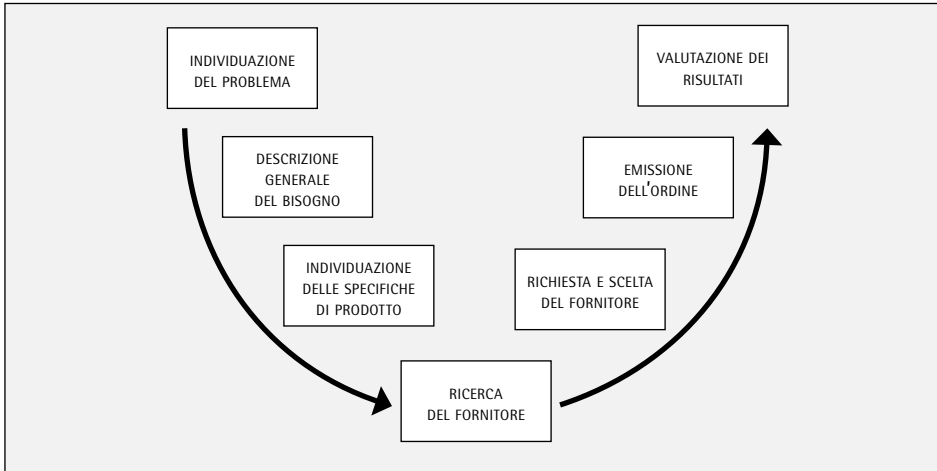 INDIVIDUAZIONE
DEL PROBLEMA
DESCRIZIONE
GENERALE
DEL BISOGNO
INDIVIDUAZIONE
DELLE SPECIFICHE
DI PRODOTTO
RICERCA
DEL FORNITORE
RICHIESTA E SCELTA
DEL FORNITORE
EMISSIONE
DELL'ORDINE
VALUTAZIONE DEI
RISULTATI